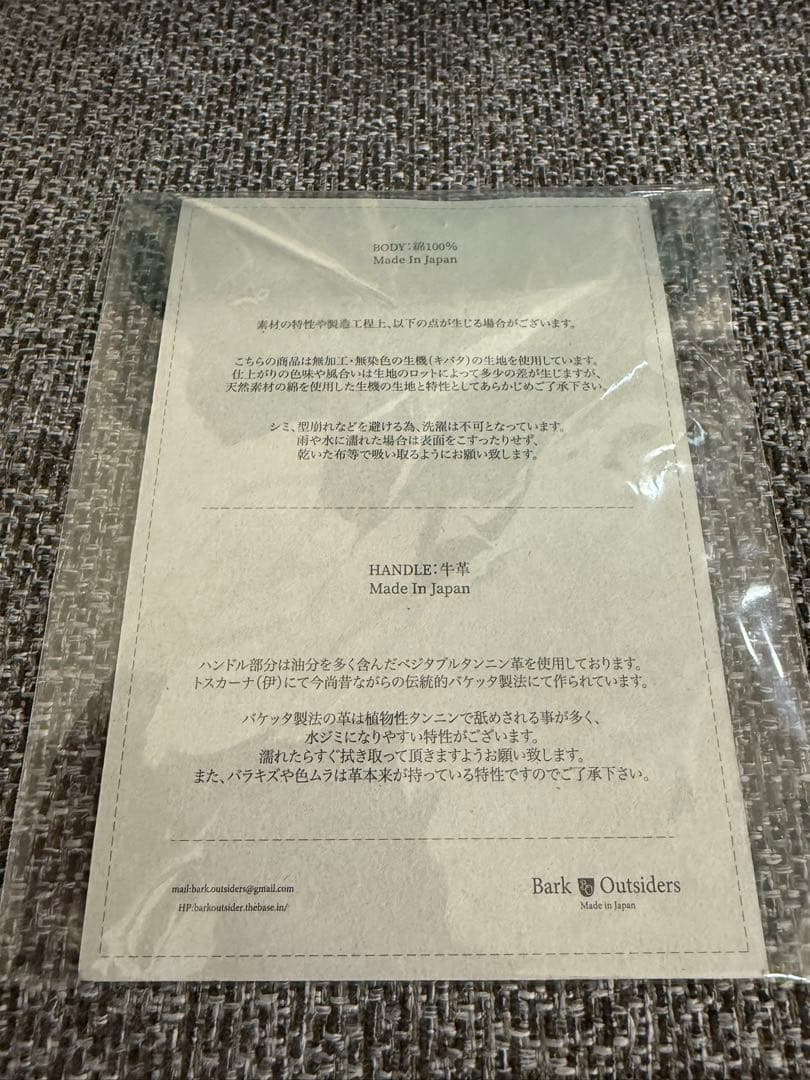 BODY：綿100％
Made In Japan
素材の特性や製造工程上、以下の点が生じる場合がございます。
こちらの商品は無加工・無染色の生機(キバタ)の生地を使用しています。
仕上がりの色味や風合いは生地のロットによって多少の差が生じますが、
天然素材の綿を使用した生機の生地と特性としてあらかじめご了承下さい。
シミ、型崩れなどを避ける為、洗濯は不可となっています。
雨や水に濡れた場合は表面をこすったりせず、
乾いた布等で吸い取るようにお願い致します。
HANDLE：牛革
Made In Japan
ハンドル部分は油分を多く含んだベジタブルタンニン革を使用しております。
トスカーナ(伊)にて今尚昔ながらの伝統的バケッタ製法にて作られています。
バケッタ製法の革は植物性タンニンで舐めされる事が多く、
水ジミになりやすい特性がございます。
濡れたらすぐ拭き取って頂きますようお願い致します。
また、バラキズや色ムラは革本来が持っている特性ですのでご了承下さい。
mail:bark.outsiders@gmail.com
HP:barkoutsider.thebase.in/
Bark BO Outsiders
Made in Japan